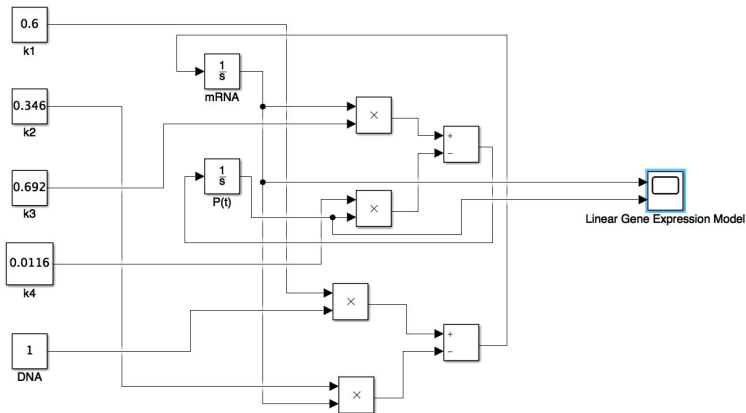 0.6
k1
1
s
mRNA
0.346
k2
×
+
−
0.692
k3
1
s
P(t)
×
Linear Gene Expression Model
0.0116
k4
×
+
−
1
DNA
×